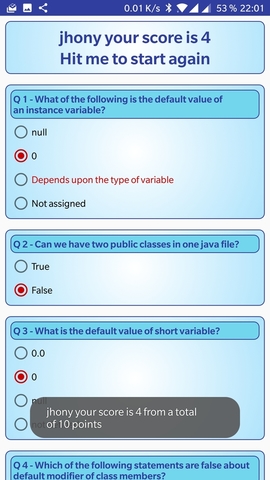 0.01 K/s 53 % 22:01
jhony your score is 4
Hit me to start again
Q 1 - What of the following is the default value of
an instance variable?
null
0
Depends upon the type of variable
Not assigned
Q 2 - Can we have two public classes in one java file?
True
False
Q 3 - What is the default value of short variable?
0.0
0
null
jhony your score is 4 from a total
of 10 points
Q 4 - Which of the following statements are false about
default modifier of class members?